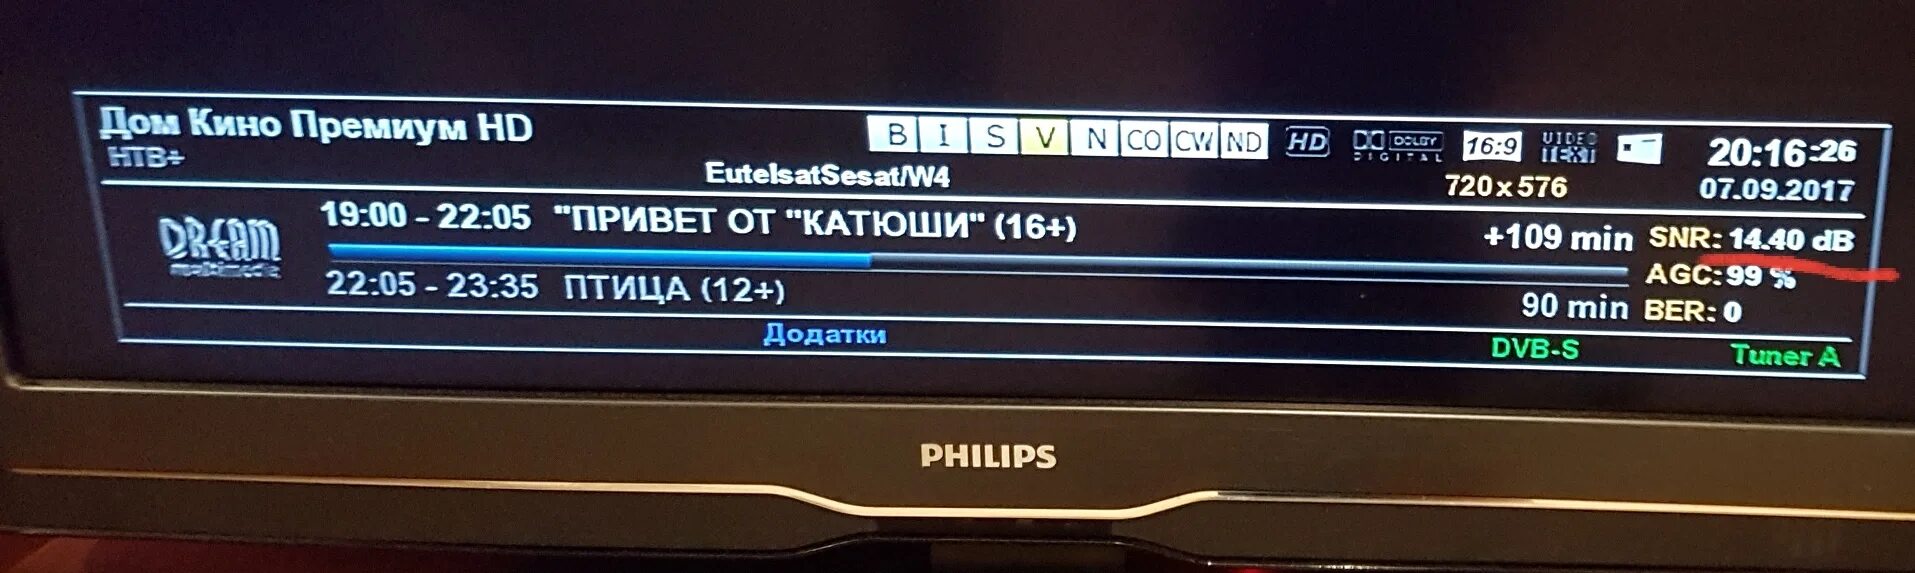 Дом Кино Премиум HD
B I S V N CO CW ND
HD
DOLBY
DIGITAL
16:9
VIDEO
TEXT
20:16:26
НТВ+
EutelsatSesat/W4
720x576
07.09.2017
19:00 - 22:05 "ПРИВЕТ ОТ "КАТЮШИ" (16+)
+109 min
SNR: 14.40 dB
DREAM
multimedia
AGC: 99 %
22:05 - 23:35 ПТИЦА (12+)
90 min
BER: 0
Додатки
DVB-S
Tuner A
PHILIPS